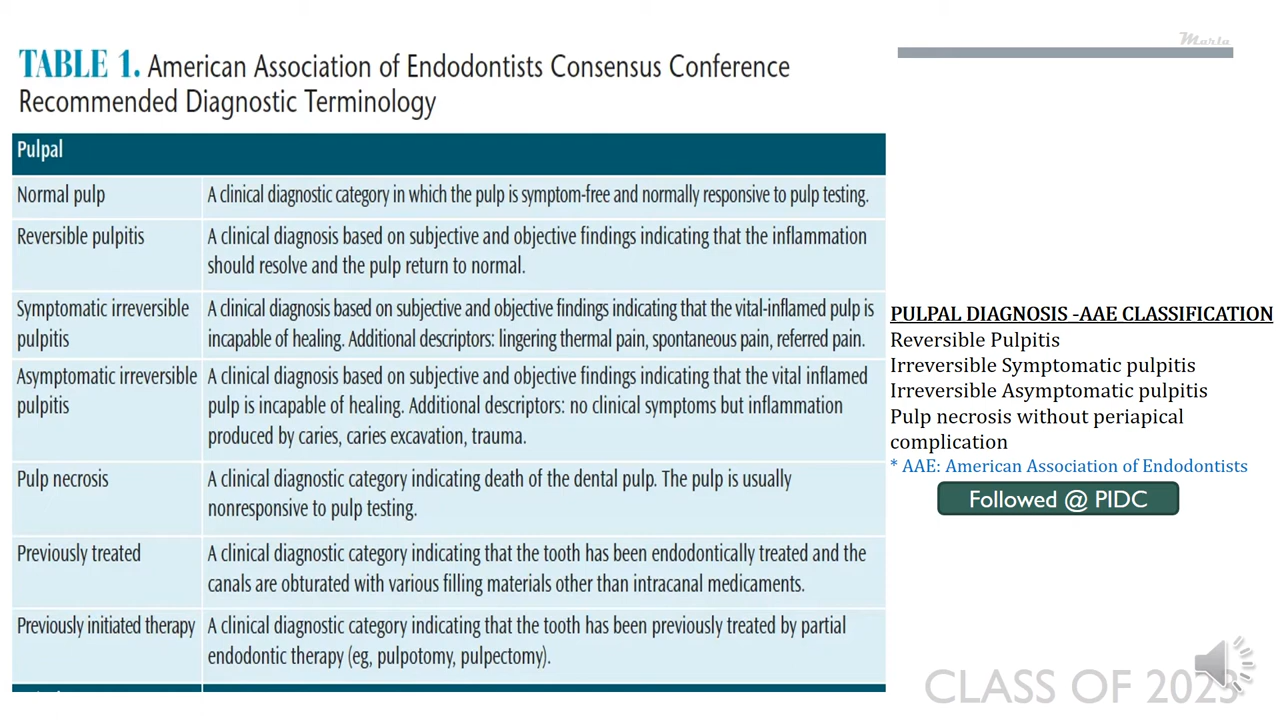 TABLE 1. American Association of Endodontists Consensus Conference
Recommended Diagnostic Terminology
Pulpal
Normal pulp
A clinical diagnostic category in which the pulp is symptom-free and normally responsive to pulp testing.
Reversible pulpitis
A clinical diagnosis based on subjective and objective findings indicating that the inflammation
should resolve and the pulp return to normal.
Symptomatic irreversible
pulpitis
A clinical diagnosis based on subjective and objective findings indicating that the vital-inflamed pulp is
incapable of healing. Additional descriptors: lingering thermal pain, spontaneous pain, referred pain.
Asymptomatic irreversible
pulpitis
A clinical diagnosis based on subjective and objective findings indicating that the vital inflamed
pulp is incapable of healing. Additional descriptors: no clinical symptoms but inflammation
produced by caries, caries excavation, trauma.
Pulp necrosis
A clinical diagnostic category indicating death of the dental pulp. The pulp is usually
nonresponsive to pulp testing.
Previously treated
A clinical diagnostic category indicating that the tooth has been endodontically treated and the
canals are obturated with various filling materials other than intracanal medicaments.
Previously initiated therapy
A clinical diagnostic category indicating that the tooth has been previously treated by partial
endodontic therapy (eg, pulpotomy, pulpectomy).
PULPAL DIAGNOSIS -AAE CLASSIFICATION
Reversible Pulpitis
Irreversible Symptomatic pulpitis
Irreversible Asymptomatic pulpitis
Pulp necrosis without periapical
complication
* AAE: American Association of Endodontists
Followed @ PIDC
CLASS OF 2023